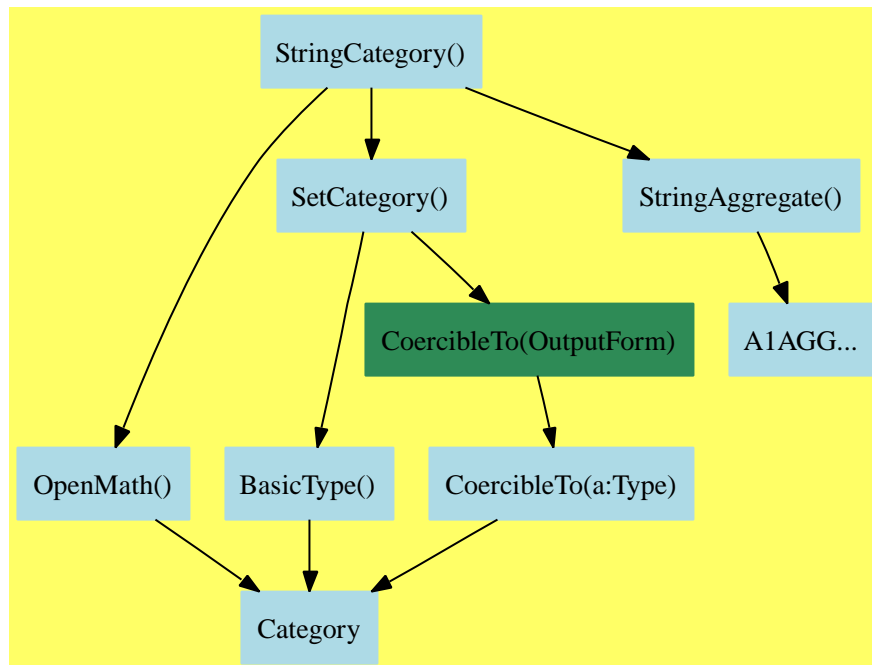 StringCategory()
SetCategory()
StringAggregate()
CoercibleTo(OutputForm)
A1AGG...
OpenMath()
BasicType()
CoercibleTo(a:Type)
Category